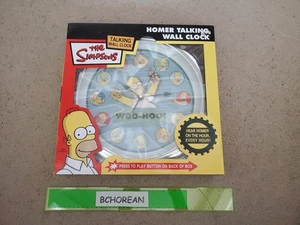 HOMER TALKING
WALL CLOCK
THE
SIMPSONS
TALKING
WALL CLOCK
WOO-HOO!
HEAR HOMER
ON THE HOUR,
EVERY HOUR!
PRESS TO PLAY BUTTON ON BACK OF BOX
BCHOREAN